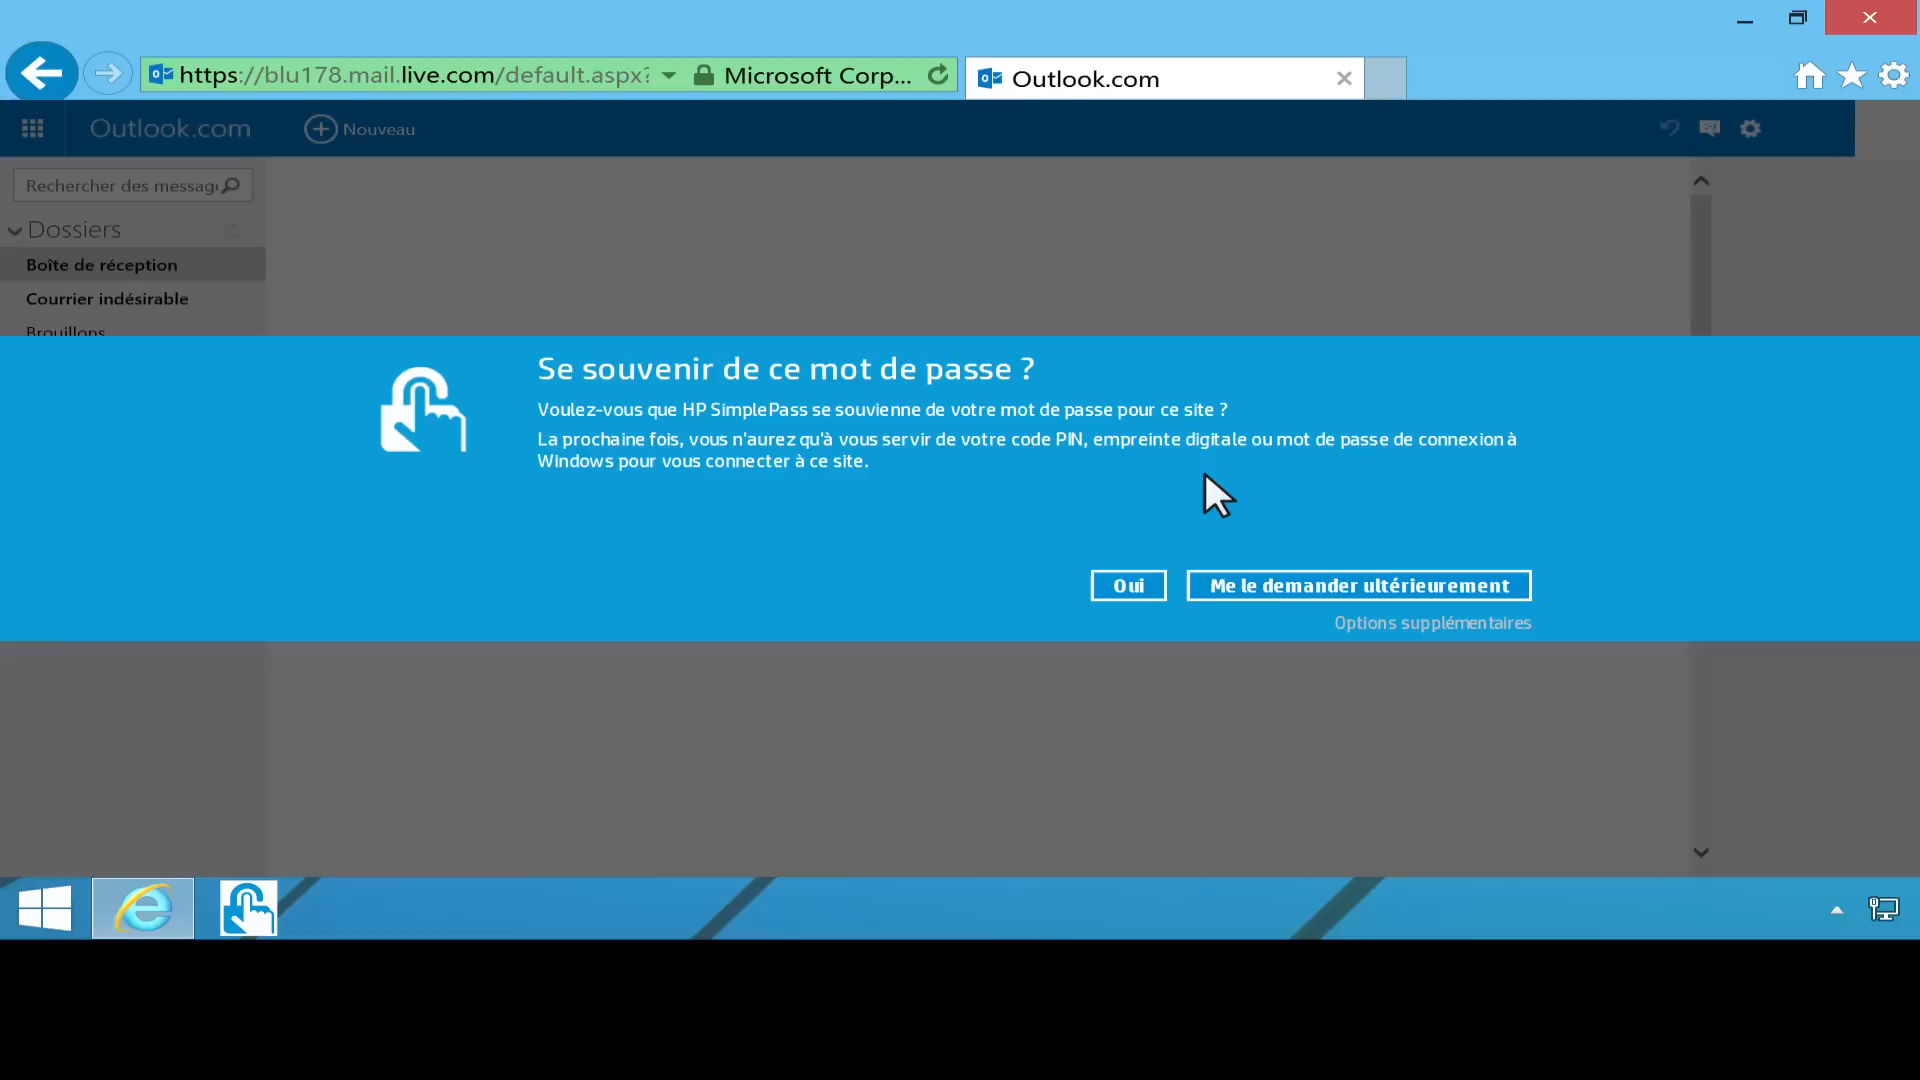 https://blu178.mail.live.com/default.aspx?
Microsoft Corp...
Outlook.com
Outlook.com
Nouveau
Rechercher des messag
Dossiers
Boîte de réception
Courrier indésirable
Brouillons
Se souvenir de ce mot de passe ?
Voulez-vous que HP SimplePass se souvienne de votre mot de passe pour ce site ?
La prochaine fois, vous n'aurez qu'à vous servir de votre code PIN, empreinte digitale ou mot de passe de connexion à
Windows pour vous connecter à ce site.
Oui
Me le demander ultérieurement
Options supplémentaires